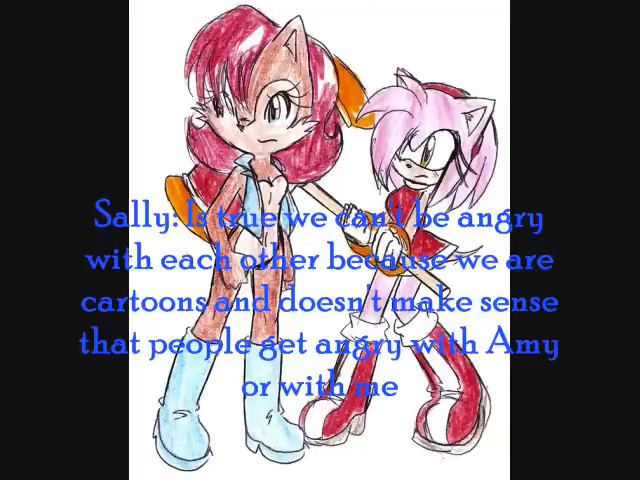 Sally: Is true we can't be angry
with each other because we are
cartoons and doesn't make sense
that people get angry with Amy
or with me